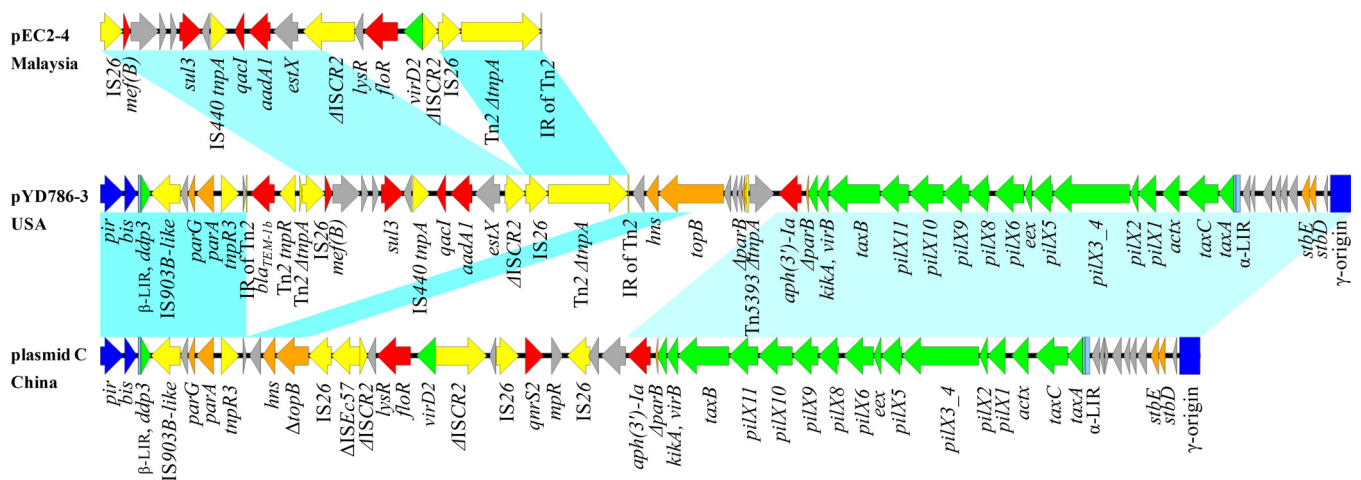 pEC2-4
Malaysia
IS26
mef(B)
sul3
IS440 tnpA
qacI
aadA1
estX
ΔISCR2
lysR
floR
virD2
ΔISCR2
IS26
Tn2 ΔtnpA
IR of Tn2
pYD786-3
USA
pir
bis
β-LIR, ddp3
IS903B-like
parG
parA
tnpR3
IR of Tn2
blaTEM-1b
Tn2 tnpR
Tn2 ΔtnpA
IS26
mef(B)
sul3
IS440 tnpA
qacI
aadA1
estX
ΔISCR2
IS26
Tn2 ΔtnpA
IR of Tn2
hns
topB
ΔparB
Tn5393 ΔtnpA
aph(3')-Ia
ΔparB
kikA, virB
taxB
pilX11
pilX10
pilX9
pilX8
pilX6
eex
pilX5
pilX3_4
pilX2
pilX1
actx
taxC
taxA
α-LIR
stbE
stbD
γ-origin
plasmid C
China
pir
bis
β-LIR, ddp3
IS903B-like
parG
parA
tnpR3
hns
ΔtopB
IS26
ΔISEc57
ΔISCR2
lysR
floR
virD2
ΔISCR2
IS26
qnrS2
mpR
IS26
aph(3')-Ia
ΔparB
kikA, virB
taxB
pilX11
pilX10
pilX9
pilX8
pilX6
eex
pilX5
pilX3_4
pilX2
pilX1
actx
taxC
taxA
α-LIR
stbE
stbD
γ-origin